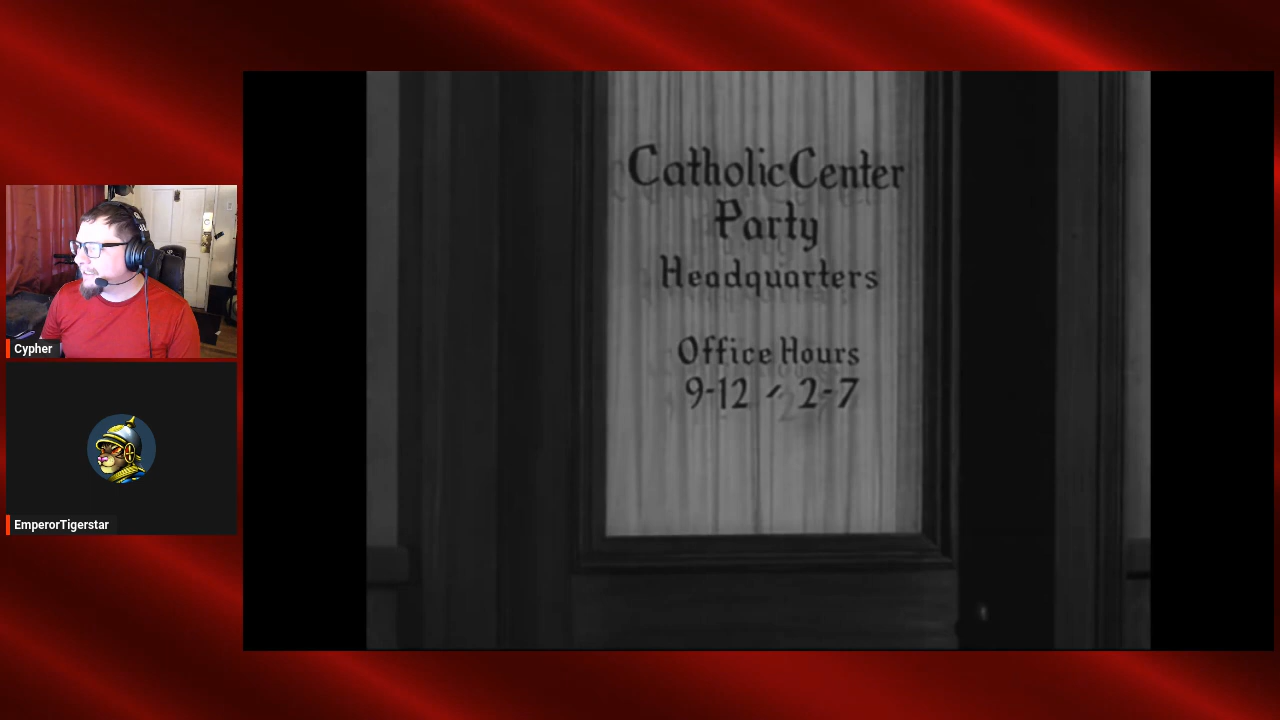 Catholic Center
Party
Headquarters
Office Hours
9-12 / 2-7
Cypher
EmperorTigerstar